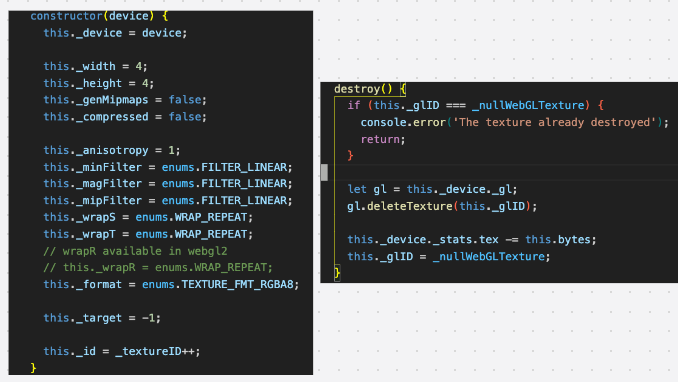 constructor(device) {
this._device = device;
this._width = 4;
this._height = 4;
this._genMipmaps = false;
this._compressed = false;
this._anisotropy = 1;
this._minFilter = enums.FILTER_LINEAR;
this._magFilter = enums.FILTER_LINEAR;
this._mipFilter = enums.FILTER_LINEAR;
this._wrapS = enums.WRAP_REPEAT;
this._wrapT = enums.WRAP_REPEAT;
// wrapR available in webgl2
// this._wrapR = enums.WRAP_REPEAT;
this._format = enums.TEXTURE_FMT_RGBA8;
this._target = -1;
this._id = _textureID++;
}
destroy() {
if (this._glID === _nullWebGLTexture) {
console.error('The texture already destroyed');
return;
}
let gl = this._device._gl;
gl.deleteTexture(this._glID);
this._device._stats.tex -= this.bytes;
this._glID = _nullWebGLTexture;
}